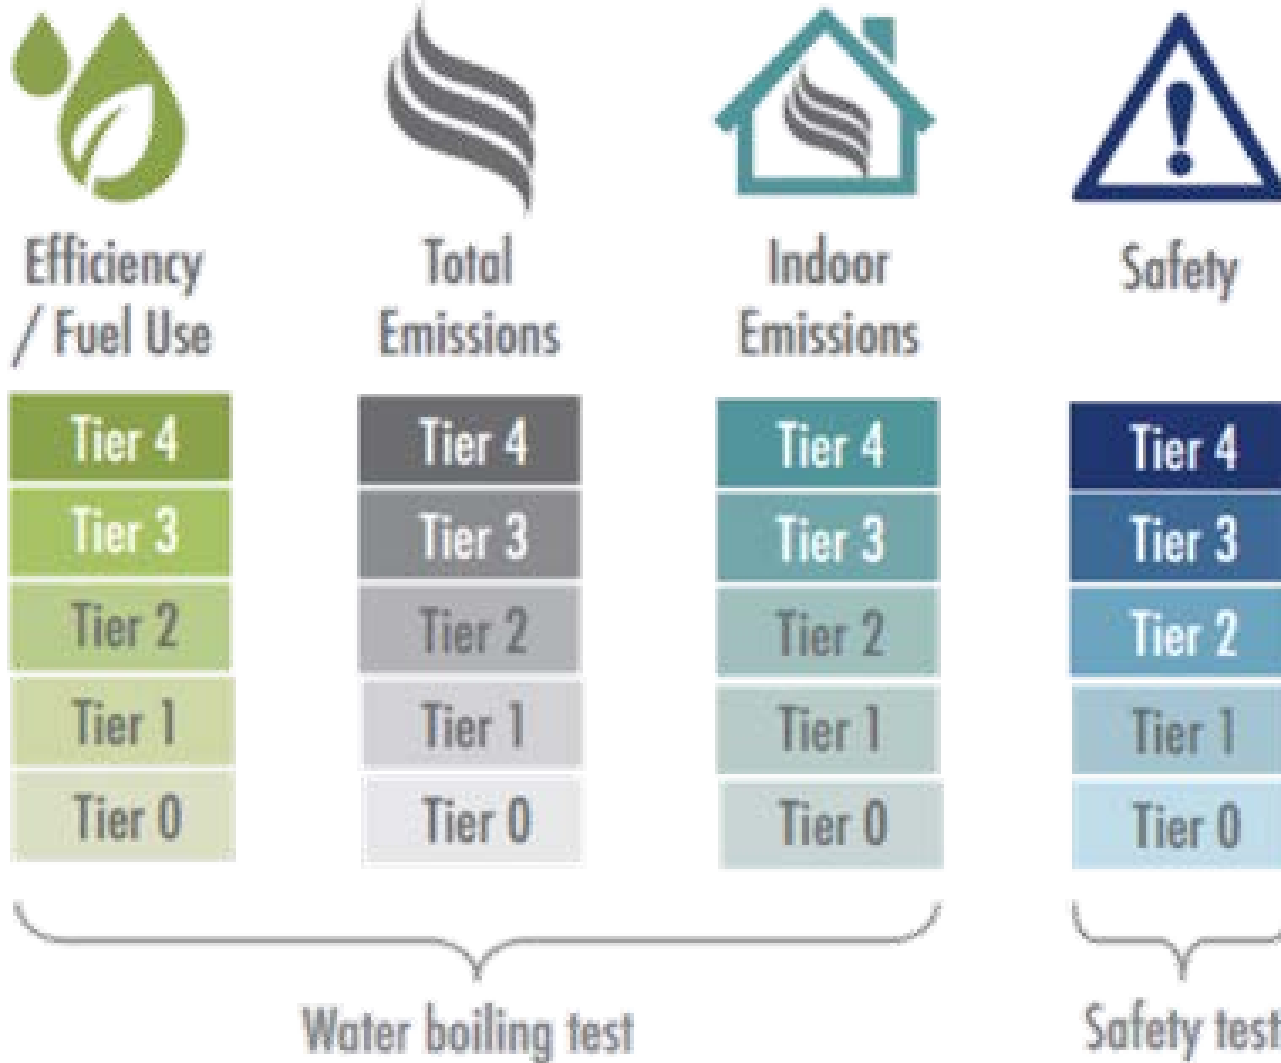 Efficiency
/ Fuel Use
Total
Emissions
Indoor
Emissions
Safety
Tier 4
Tier 3
Tier 2
Tier 1
Tier 0
Tier 4
Tier 3
Tier 2
Tier 1
Tier 0
Tier 4
Tier 3
Tier 2
Tier 1
Tier 0
Tier 4
Tier 3
Tier 2
Tier 1
Tier 0
Water boiling test
Safety test